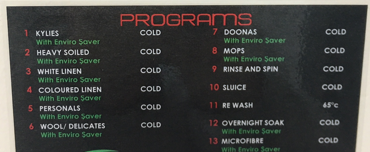 PROGRAMS
1 KYLIES COLD
With Enviro Saver
2 HEAVY SOILED COLD
With Enviro Saver
3 WHITE LINEN COLD
With Enviro Saver
4 COLOURED LINEN COLD
With Enviro Saver
5 PERSONALS COLD
With Enviro Saver
6 WOOL/ DELICATES COLD
With Enviro Saver
7 DOONAS COLD
With Enviro Saver
8 MOPS COLD
With Enviro Saver
9 RINSE AND SPIN COLD
10 SLUICE COLD
11 RE WASH 65°c
12 OVERNIGHT SOAK COLD
With Enviro Saver
13 MICROFIBRE COLD
With Enviro Saver